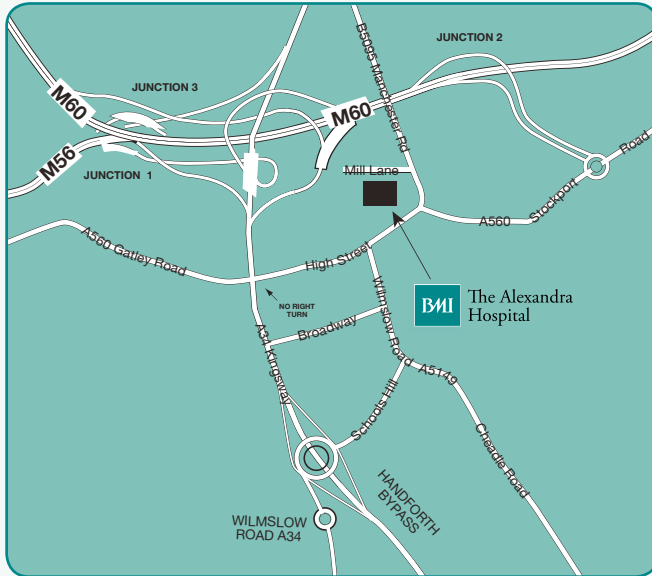 JUNCTION 2
B5095 Manchester Rd
JUNCTION 3
M60
M60
M56
JUNCTION 1
Mill Lane
Stockport
Road
A560
A560 Gatley Road
High Street
BMI
The Alexandra
Hospital
NO RIGHT
TURN
Broadway
A34 Kingsway
Wilmslow Road
A5149
Schools Hill
Cheadle Road
HANDFORTH
BYPASS
WILMSLOW
ROAD A34